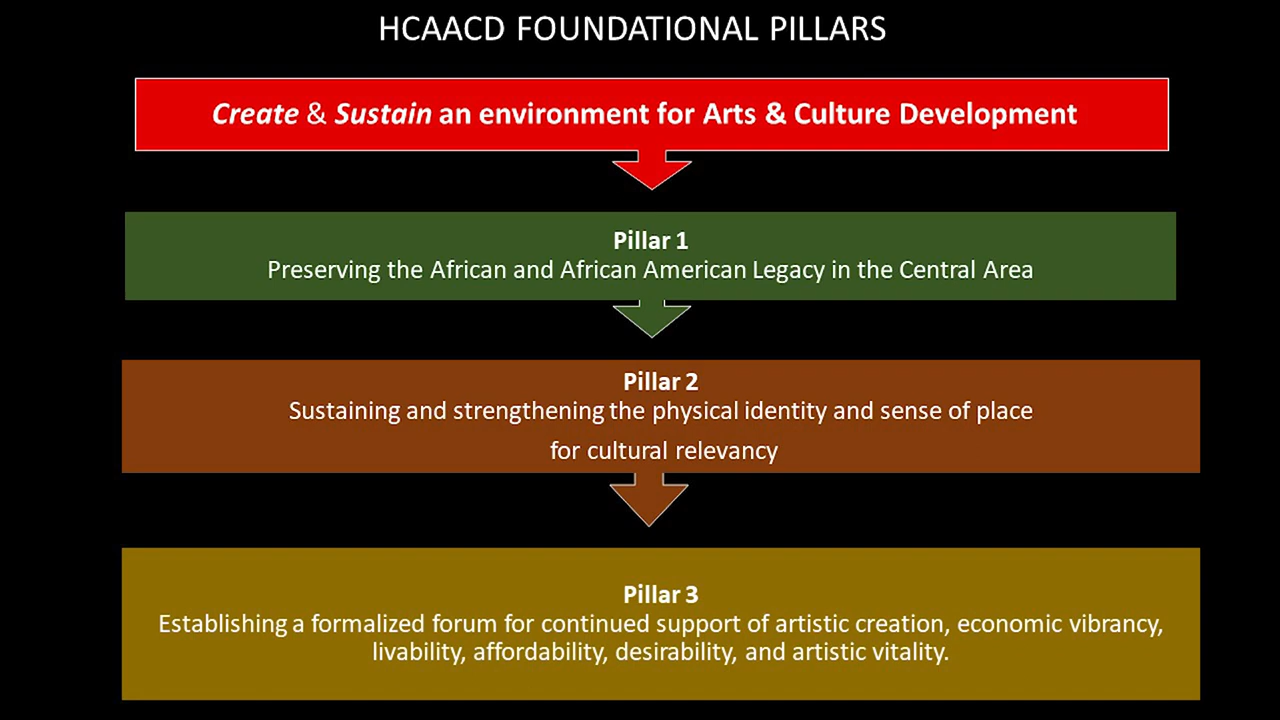 HCAACD FOUNDATIONAL PILLARS
Create & Sustain an environment for Arts & Culture Development
Pillar 1
Preserving the African and African American Legacy in the Central Area
Pillar 2
Sustaining and strengthening the physical identity and sense of place
for cultural relevancy
Pillar 3
Establishing a formalized forum for continued support of artistic creation, economic vibrancy,
livability, affordability, desirability, and artistic vitality.